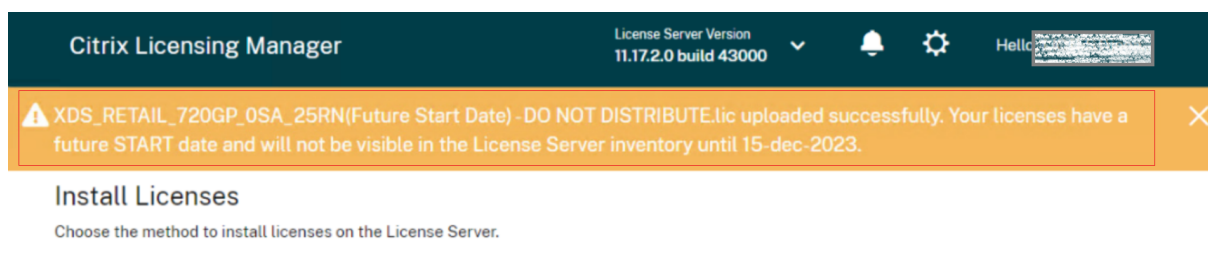 Citrix Licensing Manager
License Server Version
11.17.2.0 build 43000
Hello
XDS_RETAIL_720GP_0SA_25RN(Future Start Date) -DO NOT DISTRIBUTE.lic uploaded successfully. Your licenses have a
future START date and will not be visible in the License Server inventory until 15-dec-2023.
Install Licenses
Choose the method to install licenses on the License Server.